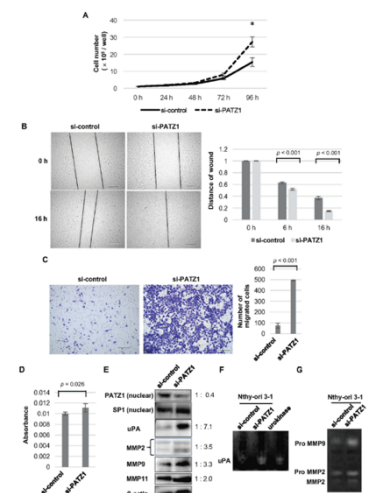 A
Cell number
( × 10⁵ / well)
40
30
20
10
0
*
0 h 24 h 48 h 72 h 96 h
si-control si-PATZ1
B
si-control si-PATZ1
0 h
16 h
Distance of wound
1.2
1
0.8
0.6
0.4
0.2
0
p < 0.001
p < 0.001
0 h 6 h 16 h
si-control si-PATZ1
C
si-control si-PATZ1
Number of
migrated cells
600
500
400
300
200
100
0
p < 0.001
si-control
si-PATZ1
D
Absorbance
0.014
0.012
0.01
0.008
0.006
0.004
0.002
0
p = 0.026
si-control
si-PATZ1
E
si-control
si-PATZ1
PATZ1 (nuclear) 1 : 0.4
SP1 (nuclear)
uPA 1 : 7.1
MMP2 1 : 3.5
MMP9 1 : 3.3
MMP11 1 : 2.0
F
Nthy-ori 3-1
si-control
si-PATZ1
urokinase
uPA
G
Nthy-ori 3-1
si-control
si-PATZ1
Pro MMP9
Pro MMP2
MMP2